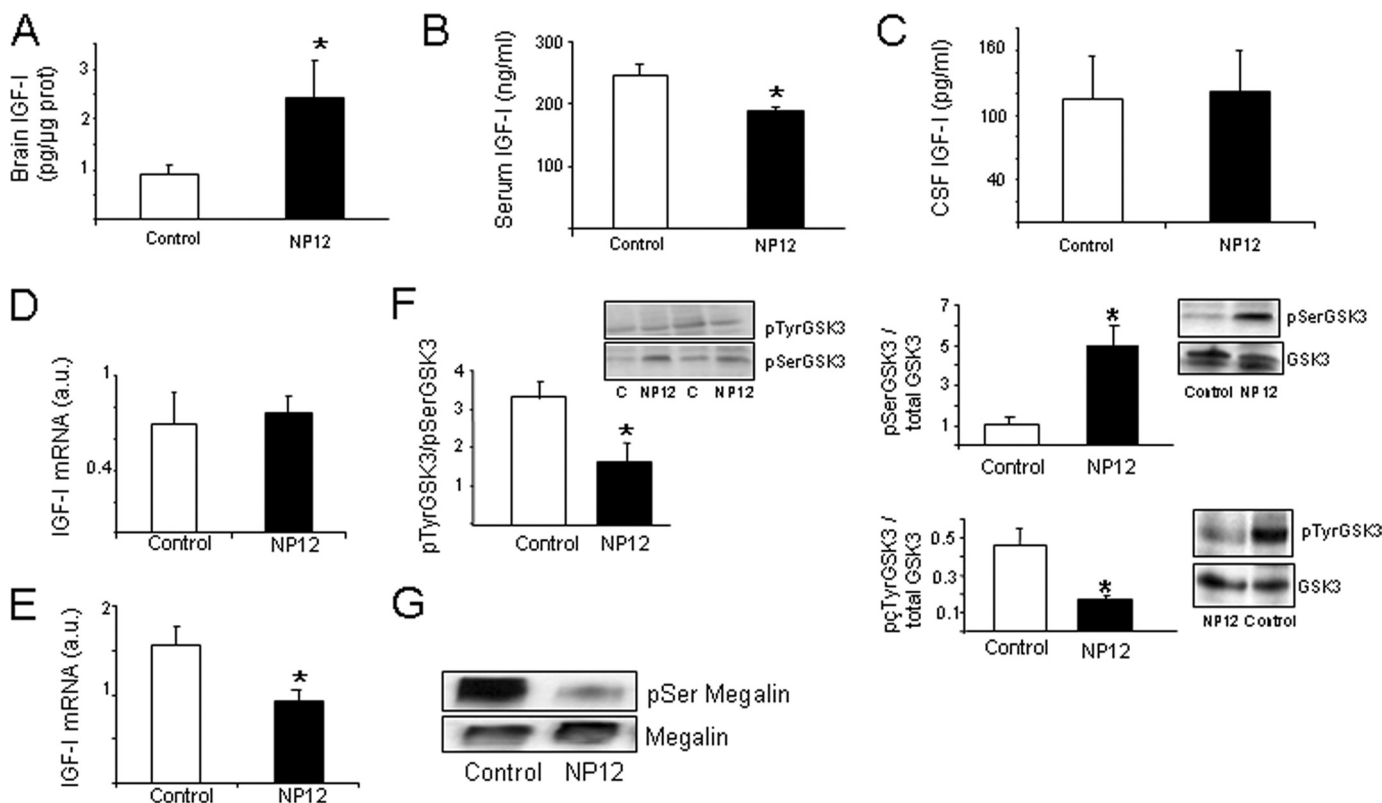 A
Brain IGF-I
(pg/µg prot)
3
2
1
*
Control
NP12
B
Serum IGF-I (ng/ml)
300
200
100
*
Control
NP12
C
CSF IGF-I (pg/ml)
160
100
40
Control
NP12
D
IGF-I mRNA (a.u.)
1
0.4
Control
NP12
E
IGF-I mRNA (a.u.)
2
1
*
Control
NP12
F
pTyrGSK3/pSerGSK3
4
3
2
1
*
Control
NP12
pTyrGSK3
pSerGSK3
C NP12 C NP12
pSerGSK3 /
total GSK3
7
5
3
1
*
Control
NP12
pSerGSK3
GSK3
Control NP12
pçTyrGSK3 /
total GSK3
0.5
0.3
0.1
*
Control
NP12
pTyrGSK3
GSK3
NP12 Control
G
pSer Megalin
Megalin
Control NP12